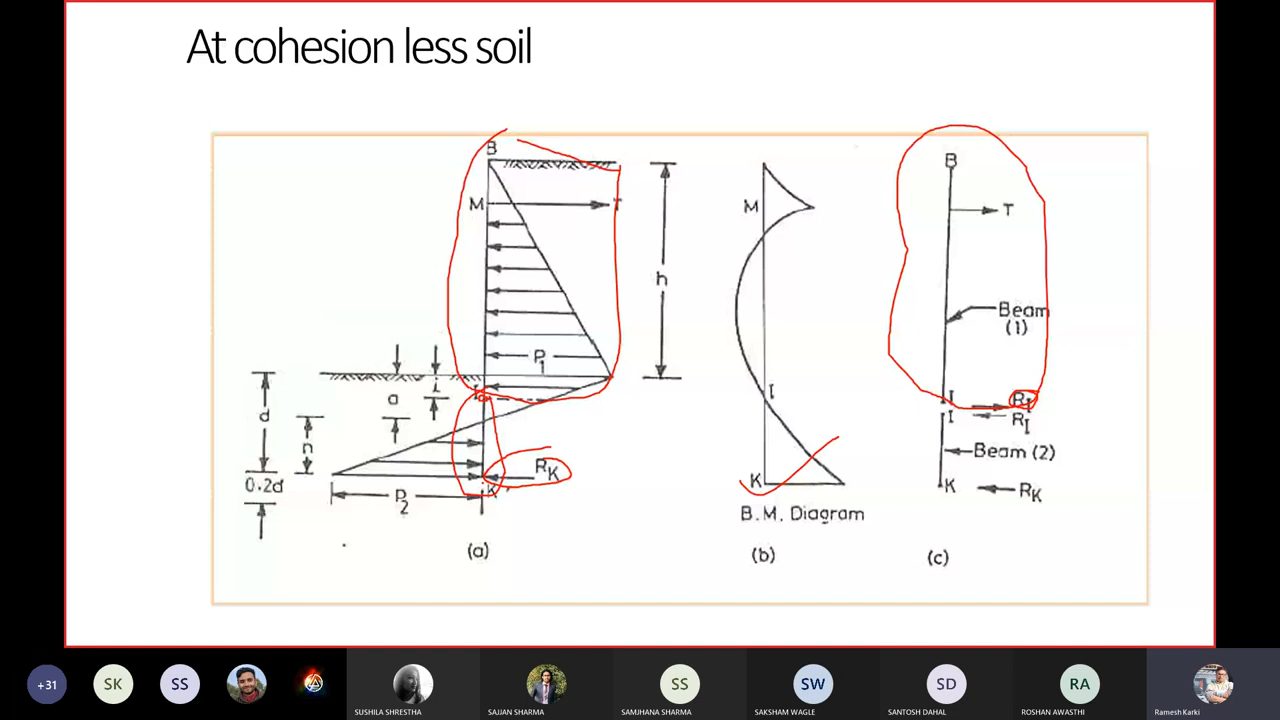 At cohesion less soil
B
M
T
P1
h
i
I
a
d
n
0.2d
P2
RK
K
(a)
M
I
K
B.M. Diagram
(b)
B
T
Beam
(1)
I
RI
I
RI
Beam (2)
K
RK
(c)
+31
SK
SS
SUSHILA SHRESTHA
SAJJAN SHARMA
SS
SAMJHANA SHARMA
SW
SAKSHAM WAGLE
SD
SANTOSH DAHAL
RA
ROSHAN AWASTHI
Ramesh Karki